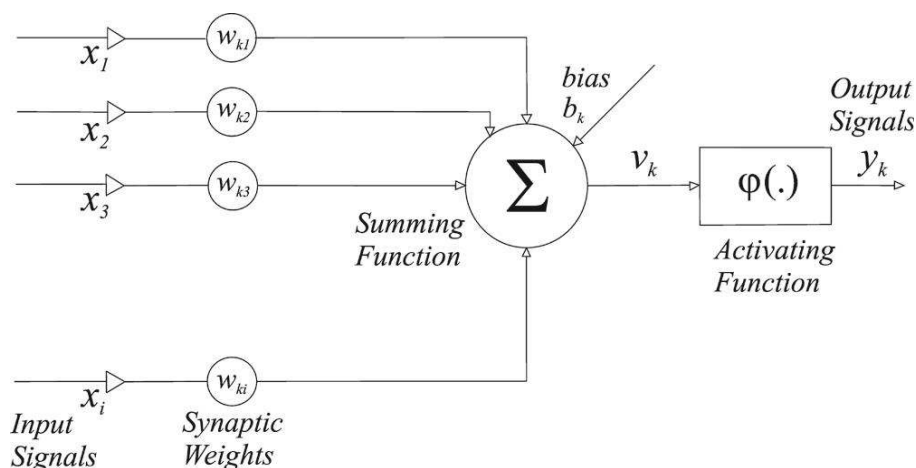 x1
wk1
x2
wk2
x3
wk3
bias
bk
Σ
Summing
Function
vk
φ(.)
Activating
Function
Output
Signals
yk
xi
wki
Input
Signals
Synaptic
Weights